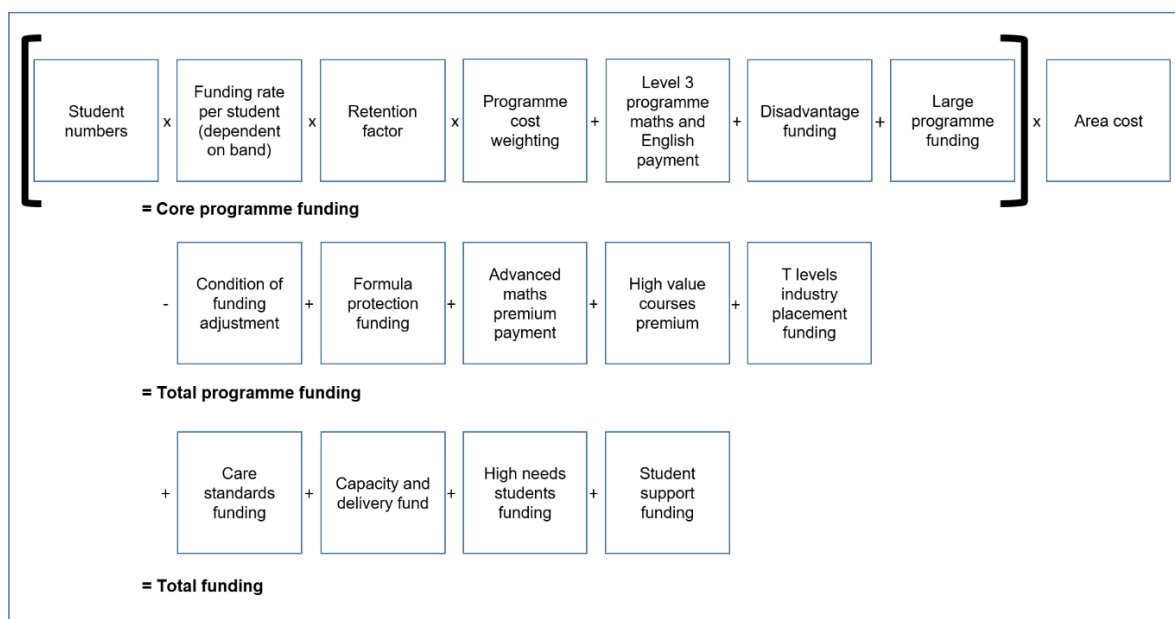 Student
numbers
x
Funding rate
per student
(dependent
on band)
x
Retention
factor
x
Programme
cost
weighting
+
Level 3
programme
maths and
English
payment
+
Disadvantage
funding
+
Large
programme
funding
x
Area cost
= Core programme funding
-
Condition of
funding
adjustment
+
Formula
protection
funding
+
Advanced
maths
premium
payment
+
High value
courses
premium
+
T levels
industry
placement
funding
= Total programme funding
+
Care
standards
funding
+
Capacity and
delivery fund
+
High needs
students
funding
+
Student
support
funding
= Total funding